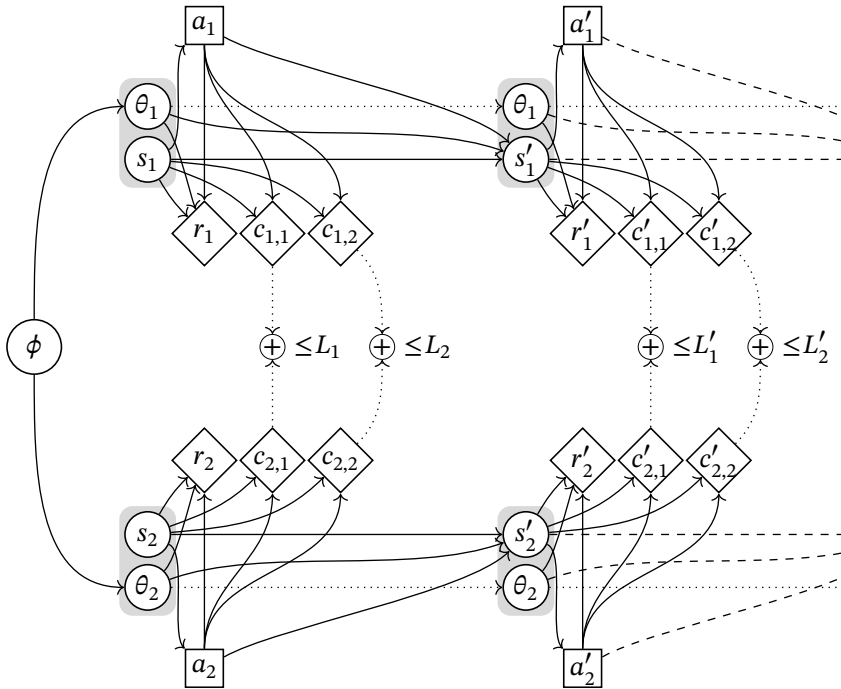 a₁ a′₁
θ₁ θ₁
s₁ s′₁
r₁ c₁,₁ c₁,₂ r′₁ c′₁,₁ c′₁,₂
ϕ + ≤L₁ + ≤L₂ + ≤L′₁ + ≤L′₂
r₂ c₂,₁ c₂,₂ r′₂ c′₂,₁ c′₂,₂
s₂ s′₂
θ₂ θ₂
a₂ a′₂